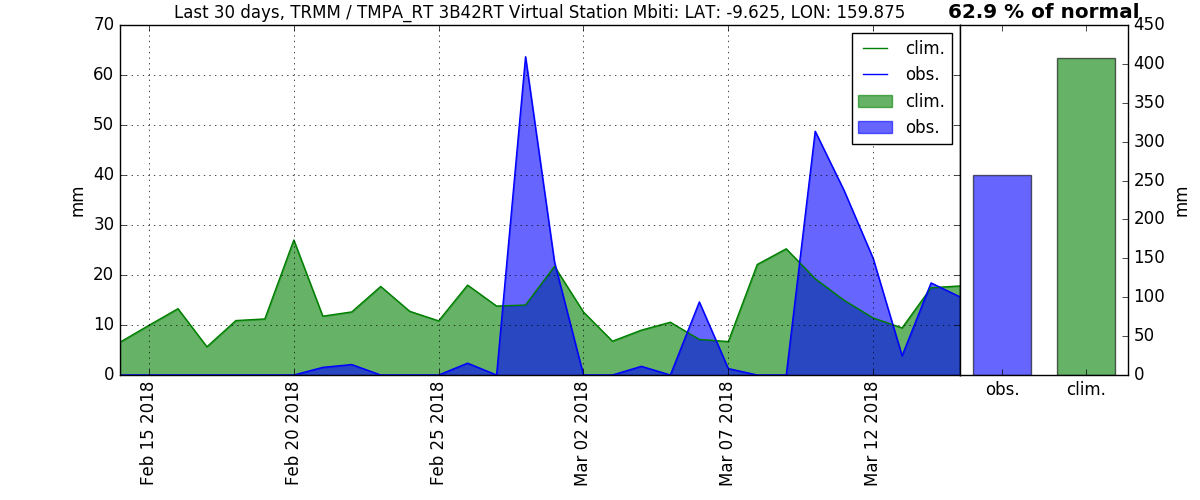 Last 30 days, TRMM / TMPA_RT 3B42RT Virtual Station Mbiti: LAT: -9.625, LON: 159.875
62.9 % of normal
70
60
50
40
30
20
10
0
mm
clim.
obs.
clim.
obs.
450
400
350
300
250
200
150
100
50
0
mm
Feb 15 2018
Feb 20 2018
Feb 25 2018
Mar 02 2018
Mar 07 2018
Mar 12 2018
obs.
clim.